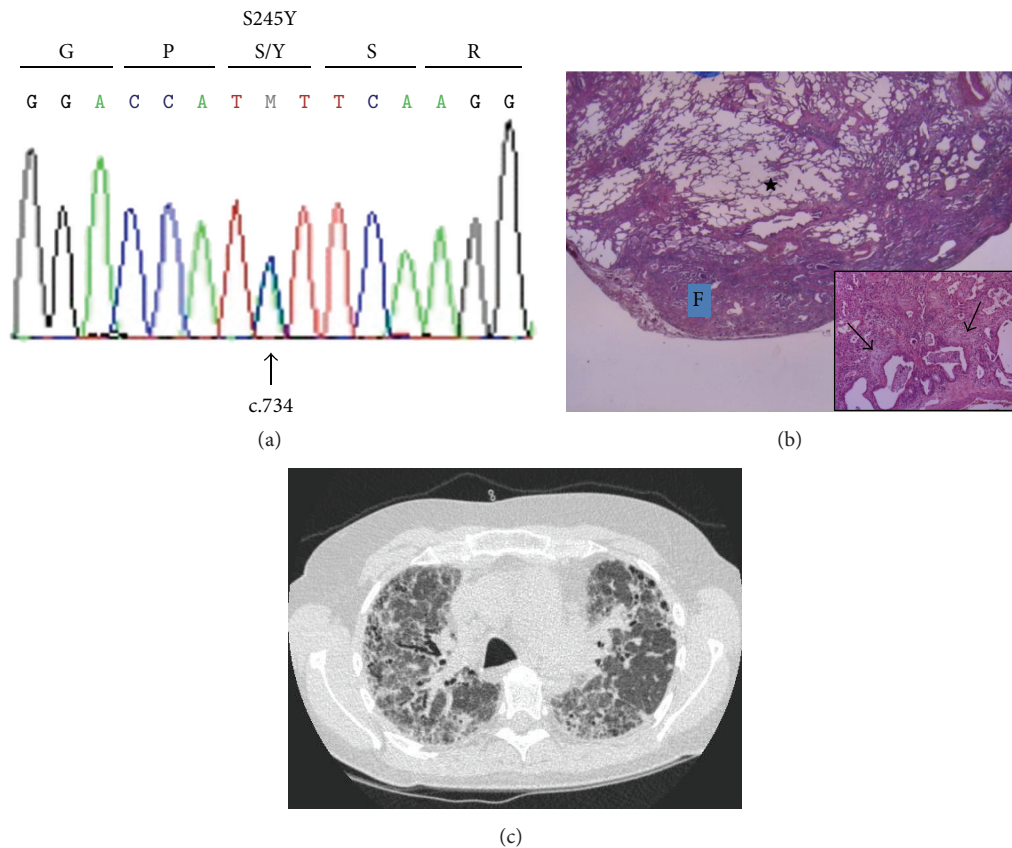 S245Y
G P S/Y S R
G G A C C A T M T T C A A G G
c.734
(a)
F
(b)
(c)